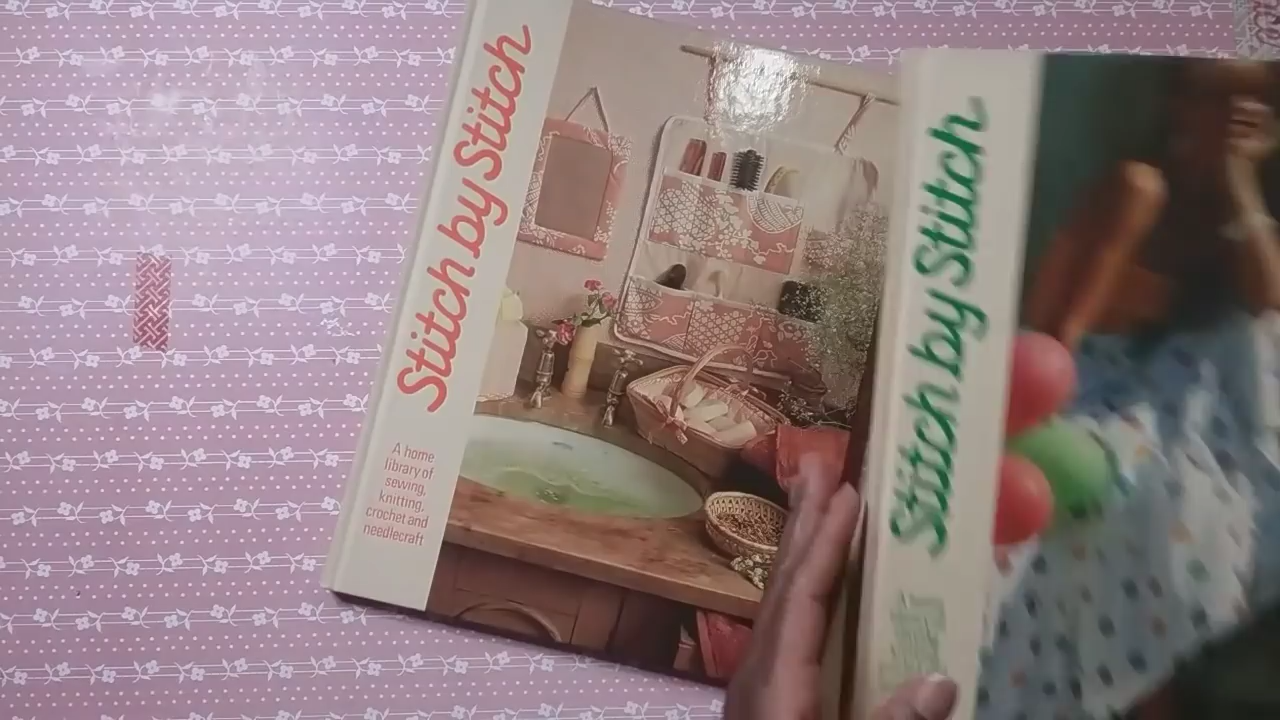 Stitch by Stitch
A home
library of
sewing,
knitting,
crochet and
needlecraft
Stitch by Stitch